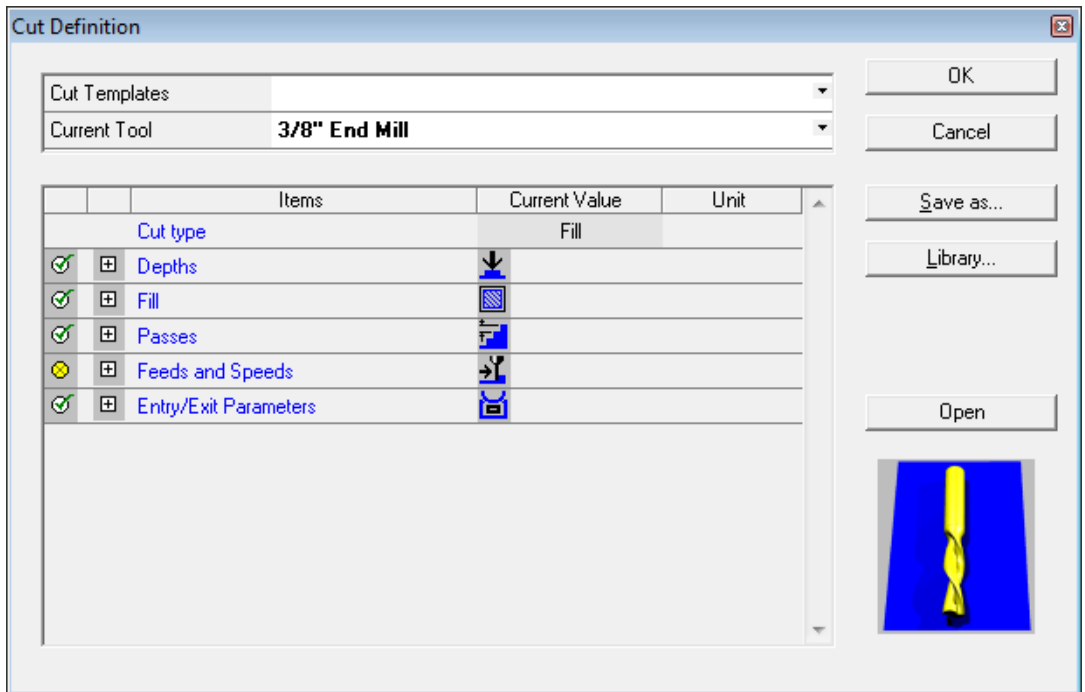 Cut Definition
Cut Templates
Current Tool 3/8" End Mill
OK
Cancel
Items Current Value Unit
Cut type Fill
Depths
Fill
Passes
Feeds and Speeds
Entry/Exit Parameters
Save as...
Library...
Open